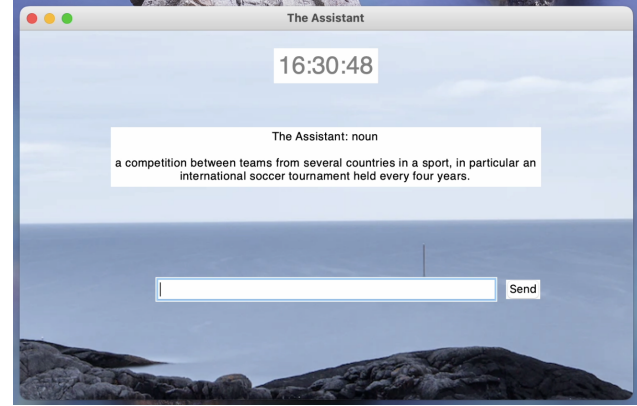 The Assistant
16:30:48
The Assistant: noun
a competition between teams from several countries in a sport, in particular an
international soccer tournament held every four years.
Send